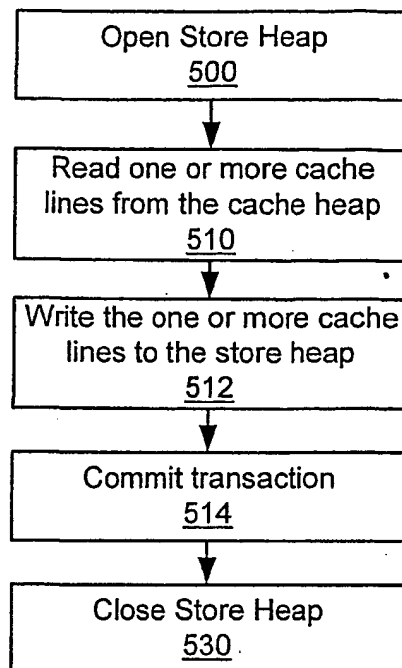 Open Store Heap
500
Read one or more cache
lines from the cache heap
510
Write the one or more cache
lines to the store heap
512
Commit transaction
514
Close Store Heap
530